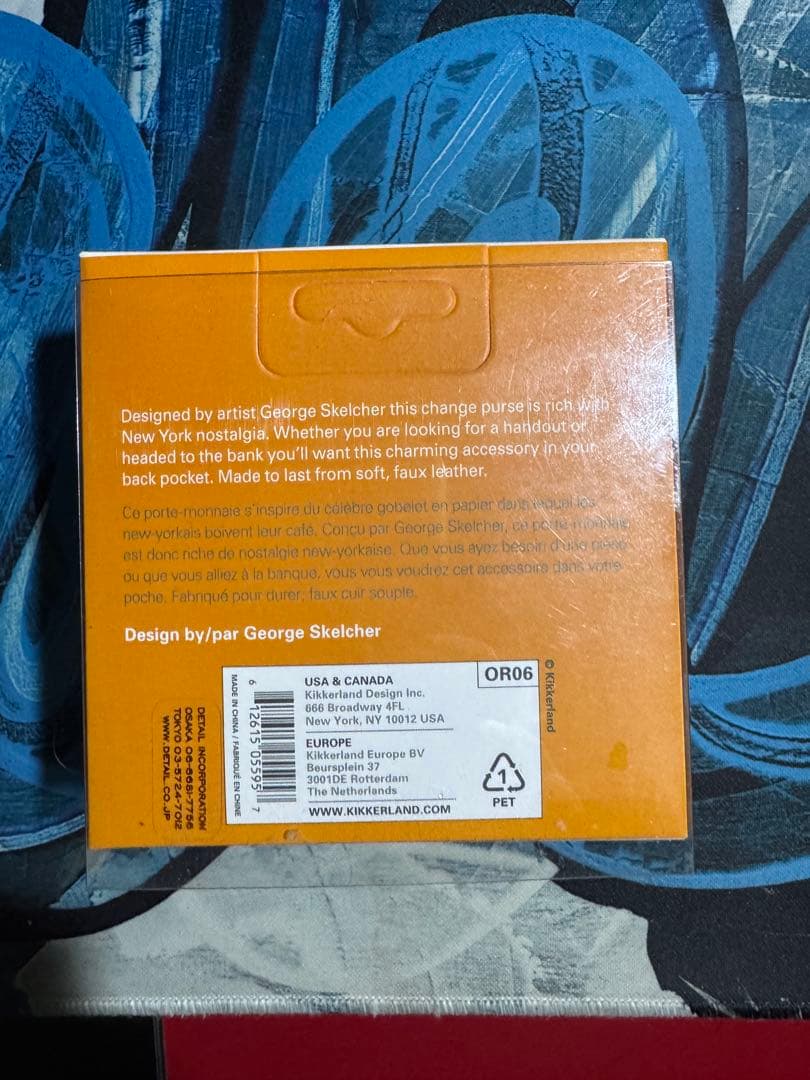 Designed by artist George Skelcher this change purse is rich with
New York nostalgia. Whether you are looking for a handout or
headed to the bank you'll want this charming accessory in your
back pocket. Made to last from soft, faux leather.
Ce porte-monnaie s'inspire du célèbre gobelet en papier dans lequel les
new-yorkais boivent leur café. Conçu par George Skelcher, ce porte-monnaie
est donc riche de nostalgie new-yorkaise. Que vous ayez besoin d'une pièce
ou que vous alliez à la banque, vous vous voudrez cet accessoire dans votre
poche. Fabriqué pour durer, faux cuir souple.
Design by/par George Skelcher
DETAIL INCORPORATION
OSAKA 06-6681-7756
TOKYO 03-5724-7012
WWW.DETAIL.CO.JP
MADE IN CHINA / FABRIQUÉ EN CHINE
6 12615 05595 7
USA & CANADA
Kikkerland Design Inc.
666 Broadway 4FL
New York, NY 10012 USA
EUROPE
Kikkerland Europe BV
Beursplein 37
3001DE Rotterdam
The Netherlands
WWW.KIKKERLAND.COM
OR06
1
PET
© Kikkerland